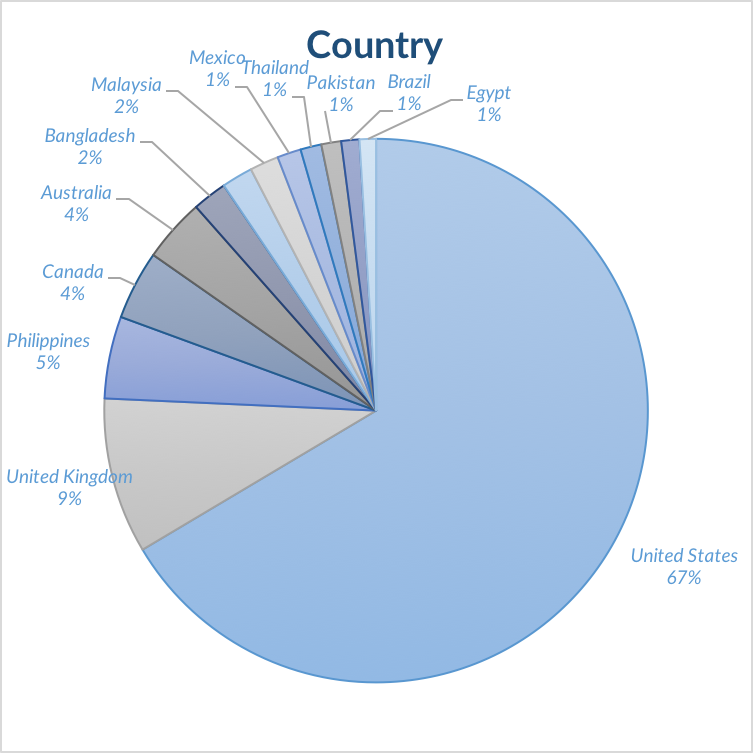 Country
Mexico
1%
Thailand
1%
Pakistan
1%
Brazil
1%
Egypt
1%
Malaysia
2%
Bangladesh
2%
Australia
4%
Canada
4%
Philippines
5%
United Kingdom
9%
United States
67%